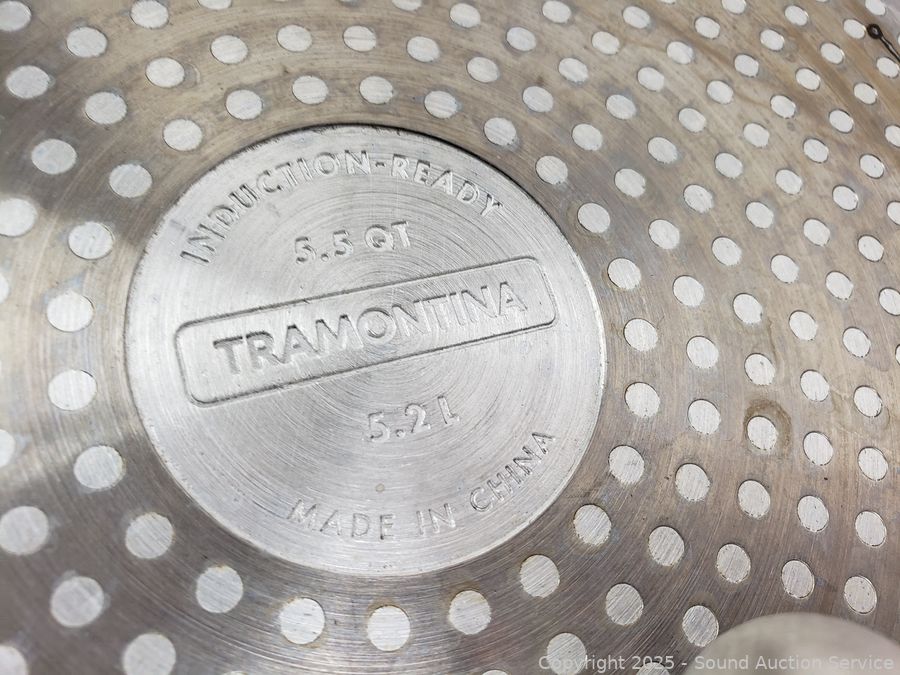 INDUCTION-READY
5.5 QT
TRAMONTINA
5.2 L
MADE IN CHINA
Copyright 2025 - Sound Auction Service